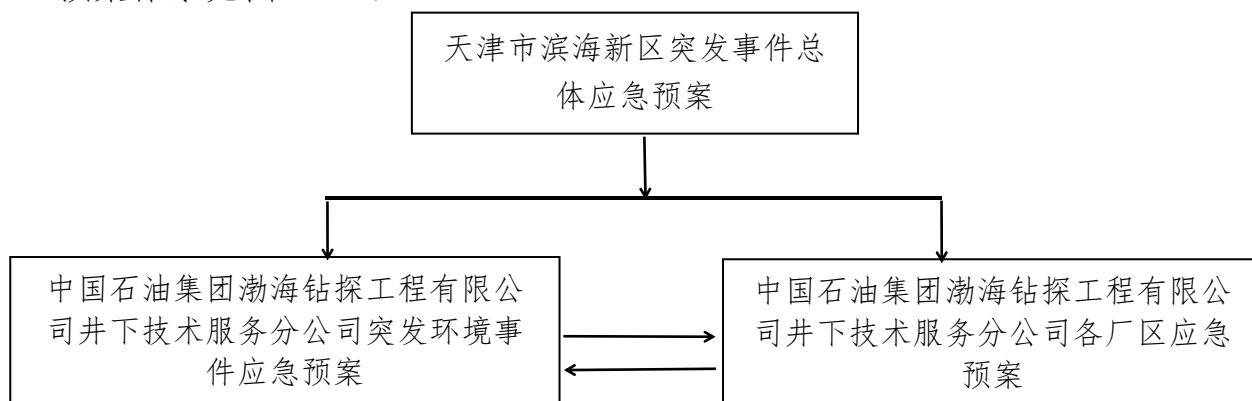 天津市滨海新区突发事件总
体应急预案
中国石油集团渤海钻探工程有限公
司井下技术服务分公司突发环境事
件应急预案
中国石油集团渤海钻探工程有限公
司井下技术服务分公司各厂区应急
预案